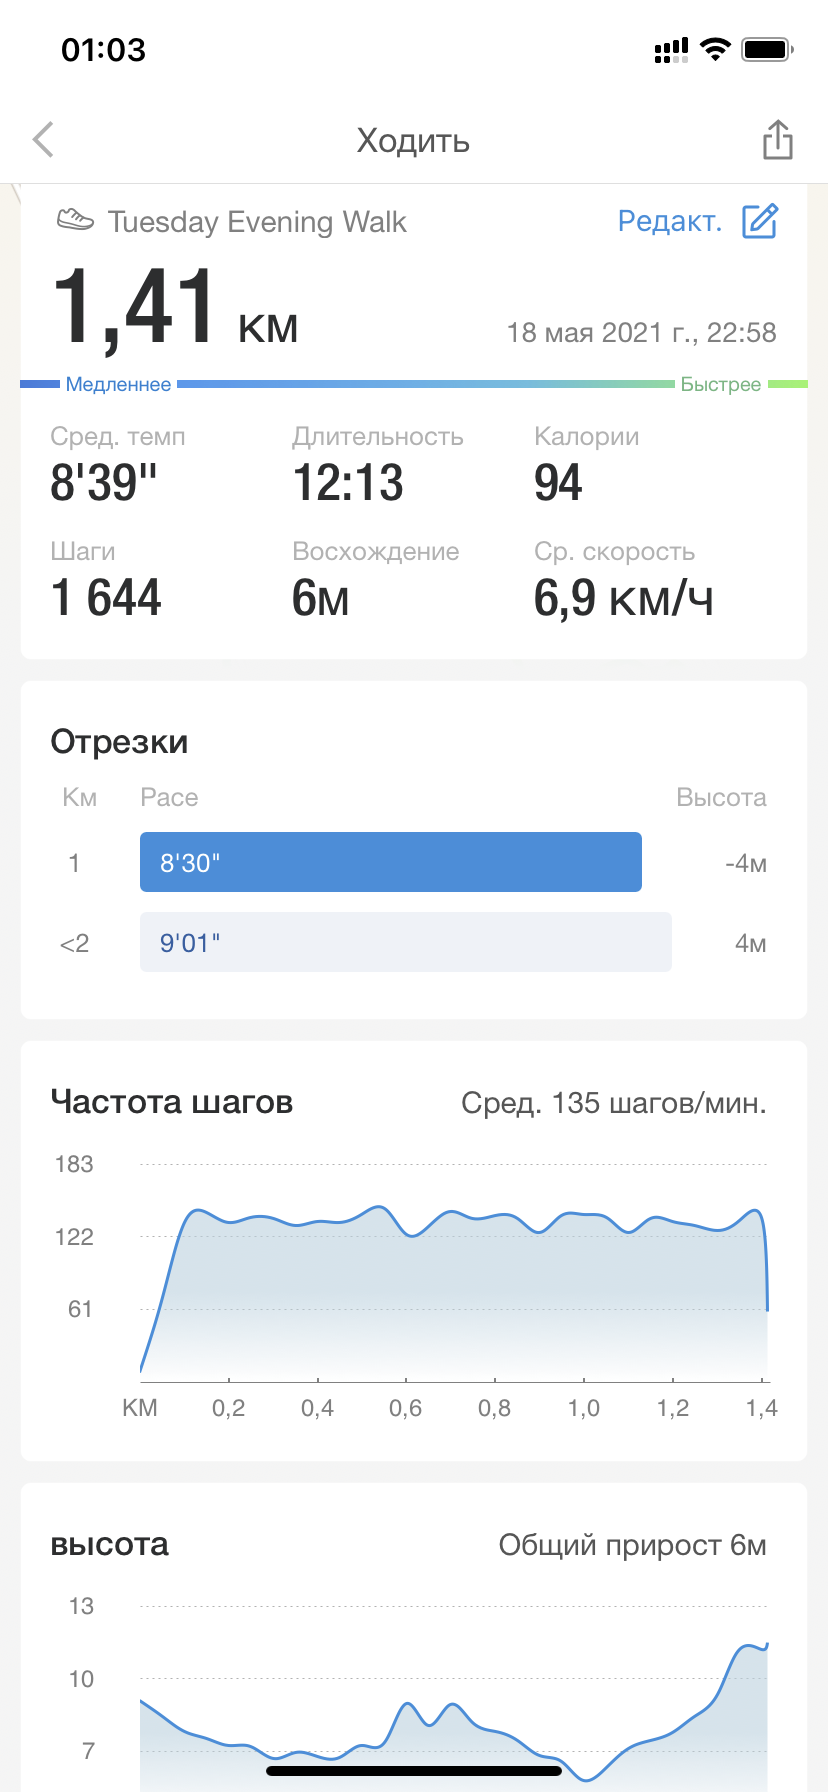 01:03
Ходить
Tuesday Evening Walk
Редакт.
1,41 км
18 мая 2021 г., 22:58
Медленнее
Быстрее
Сред. темп Длительность Калории
8'39" 12:13 94
Шаги Восхождение Ср. скорость
1 644 6м 6,9 км/ч
Отрезки
Км Pace Высота
1 8'30" -4м
<2 9'01" 4м
Частота шагов Сред. 135 шагов/мин.
183
122
61
КМ 0,2 0,4 0,6 0,8 1,0 1,2 1,4
высота Общий прирост 6м
13
10
7